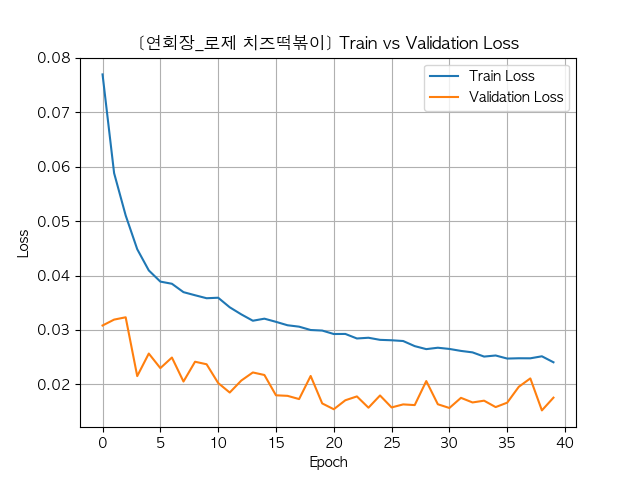 [연회장_로제 치즈떡볶이] Train vs Validation Loss
Train Loss
Validation Loss
Loss
0.08
0.07
0.06
0.05
0.04
0.03
0.02
0 5 10 15 20 25 30 35 40
Epoch